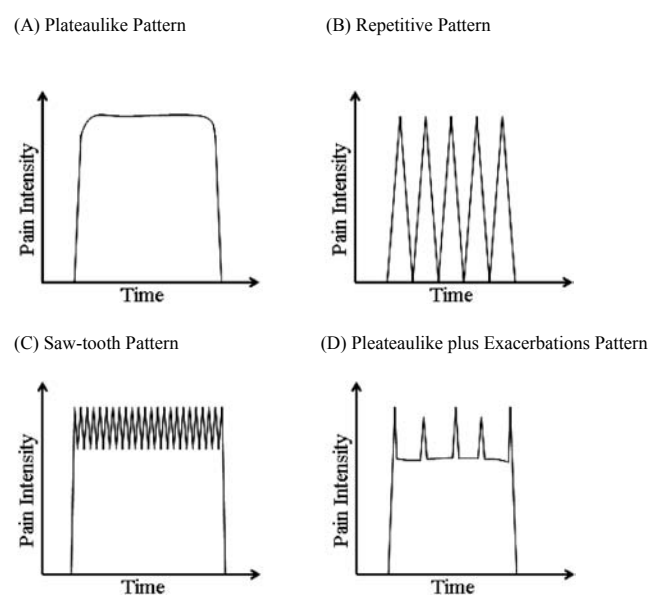 (A) Plateaulike Pattern
(B) Repetitive Pattern
Pain Intensity
Time
Pain Intensity
Time
(C) Saw-tooth Pattern
(D) Pleateaulike plus Exacerbations Pattern
Pain Intensity
Time
Pain Intensity
Time